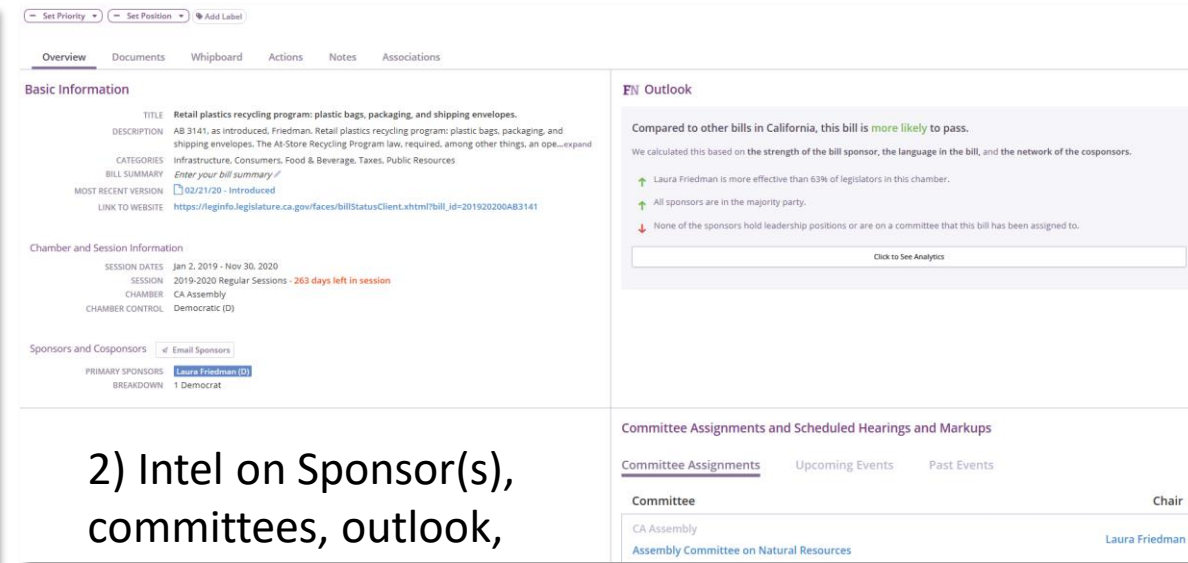 Set Priority Set Position Add Label
Overview Documents Whipboard Actions Notes Associations
Basic Information
TITLE Retail plastics recycling program: plastic bags, packaging, and shipping envelopes.
DESCRIPTION AB 3141, as introduced, Friedman. Retail plastics recycling program: plastic bags, packaging, and
shipping envelopes. The At-Store Recycling Program law, required, among other things, an ope...expand
CATEGORIES Infrastructure, Consumers, Food & Beverage, Taxes, Public Resources
BILL SUMMARY Enter your bill summary
MOST RECENT VERSION 02/21/20 - Introduced
LINK TO WEBSITE https://leginfo.legislature.ca.gov/faces/billStatusClient.xhtml?bill_id=201920200AB3141
Chamber and Session Information
SESSION DATES Jan 2, 2019 - Nov 30, 2020
SESSION 2019-2020 Regular Sessions - 263 days left in session
CHAMBER CA Assembly
CHAMBER CONTROL Democratic (D)
Sponsors and Cosponsors Email Sponsors
PRIMARY SPONSORS Laura Friedman (D)
BREAKDOWN 1 Democrat
FN Outlook
Compared to other bills in California, this bill is more likely to pass.
We calculated this based on the strength of the bill sponsor, the language in the bill, and the network of the cosponsors.
Laura Friedman is more effective than 63% of legislators in this chamber.
All sponsors are in the majority party.
None of the sponsors hold leadership positions or are on a committee that this bill has been assigned to.
Click to See Analytics
2) Intel on Sponsor(s),
committees, outlook,
Committee Assignments and Scheduled Hearings and Markups
Committee Assignments Upcoming Events Past Events
Committee Chair
CA Assembly
Assembly Committee on Natural Resources Laura Friedman